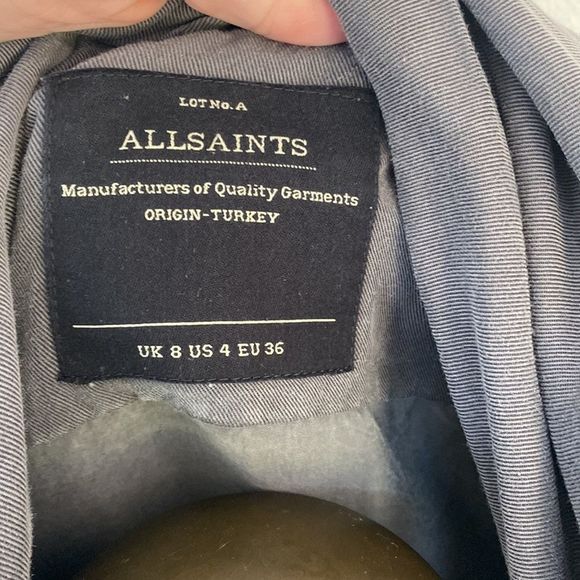 LOT No. A
ALLSAINTS
Manufacturers of Quality Garments
ORIGIN-TURKEY
UK 8 US 4 EU 36